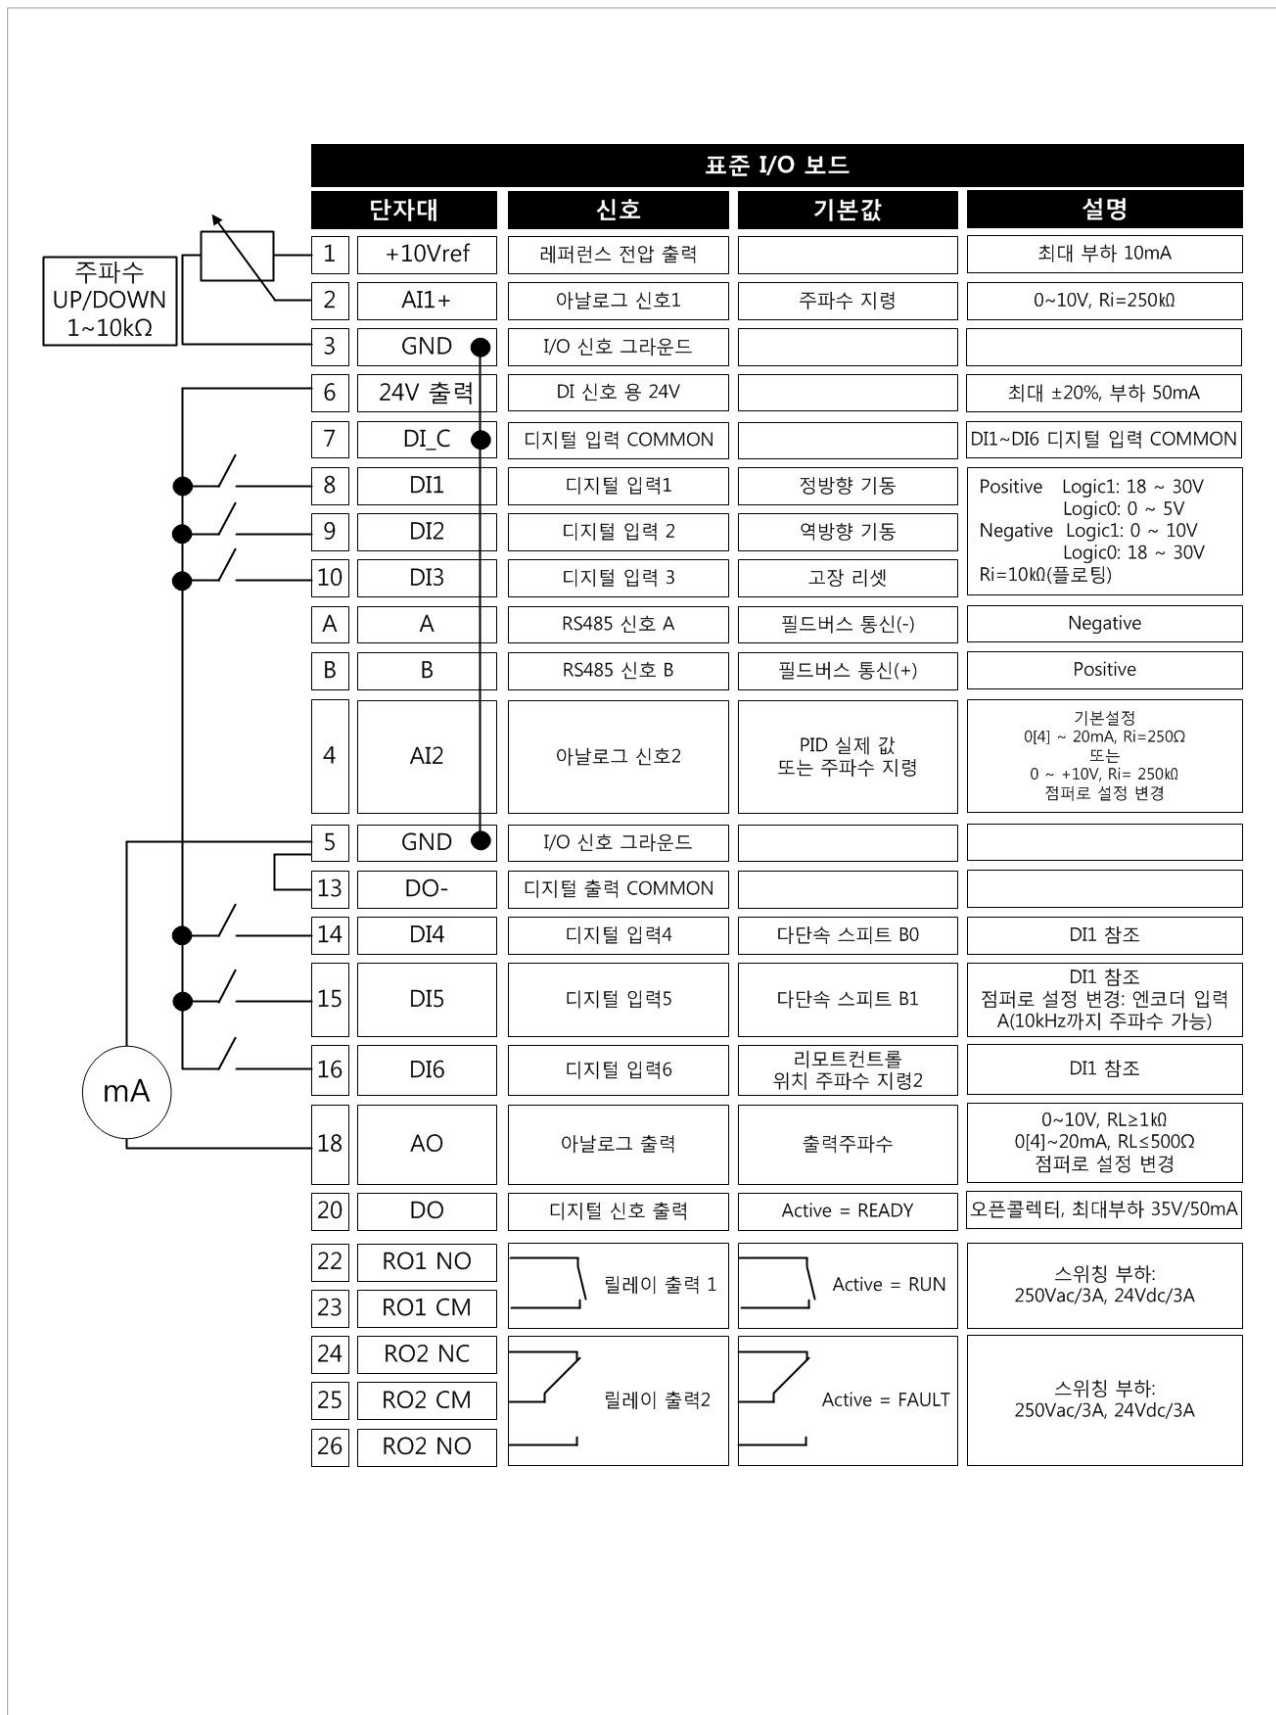 표준 I/O 보드
단자대 신호 기본값 설명
주파수
UP/DOWN
1~10kΩ
1 +10Vref 레퍼런스 전압 출력 최대 부하 10mA
2 AI1+ 아날로그 신호1 주파수 지령 0~10V, Ri=250kΩ
3 GND I/O 신호 그라운드
6 24V 출력 DI 신호 용 24V 최대 ±20%, 부하 50mA
7 DI_C 디지털 입력 COMMON DI1~DI6 디지털 입력 COMMON
8 DI1 디지털 입력1 정방향 기동
9 DI2 디지털 입력 2 역방향 기동
10 DI3 디지털 입력 3 고장 리셋
Positive Logic1: 18 ~ 30V
Logic0: 0 ~ 5V
Negative Logic1: 0 ~ 10V
Logic0: 18 ~ 30V
Ri=10kΩ(플로팅)
A A RS485 신호 A 필드버스 통신(-) Negative
B B RS485 신호 B 필드버스 통신(+) Positive
4 AI2 아날로그 신호2
PID 실제 값
또는 주파수 지령
기본설정
0[4] ~ 20mA, Ri=250Ω
또는
0 ~ +10V, Ri= 250kΩ
점퍼로 설정 변경
5 GND I/O 신호 그라운드
13 DO- 디지털 출력 COMMON
14 DI4 디지털 입력4 다단속 스피트 B0 DI1 참조
15 DI5 디지털 입력5 다단속 스피트 B1
DI1 참조
점퍼로 설정 변경: 엔코더 입력
A(10kHz까지 주파수 가능)
16 DI6 디지털 입력6
리모트컨트롤
위치 주파수 지령2
DI1 참조
mA
18 AO 아날로그 출력 출력주파수
0~10V, RL≥1kΩ
0[4]~20mA, RL≤500Ω
점퍼로 설정 변경
20 DO 디지털 신호 출력 Active = READY 오픈콜렉터, 최대부하 35V/50mA
22 RO1 NO
23 RO1 CM
릴레이 출력 1 Active = RUN
스위칭 부하:
250Vac/3A, 24Vdc/3A
24 RO2 NC
25 RO2 CM
26 RO2 NO
릴레이 출력2 Active = FAULT
스위칭 부하:
250Vac/3A, 24Vdc/3A